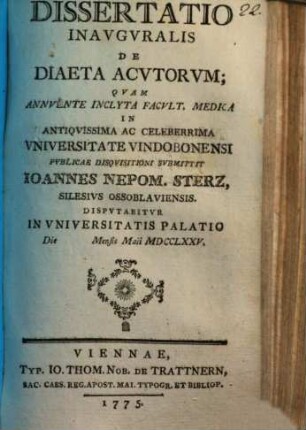 DISSERTATIO
22.
INAVGVRALIS
DE
DIAETA ACVTORVM;
QVAM
ANNVENTE INCLYTA FACVLT. MEDICA
IN
ANTIQVISSIMA AC CELEBERRIMA
VNIVERSITATE VINDOBONENSI
PVBLICAE DISQVISITIONI SVBMITTIT
IOANNES NEPOM. STERZ,
SILESIVS OSSOBLAVIENSIS.
DISPVTABITVR
IN VNIVERSITATIS PALATIO
Die Mensis Maii MDCCLXXV.
VIENNAE,
TYP. IO. THOM. NOB. DE TRATTNERN,
SAC. CAES. REG. APOST. MAI. TYPOGR. ET BIBLIOP.
1775.